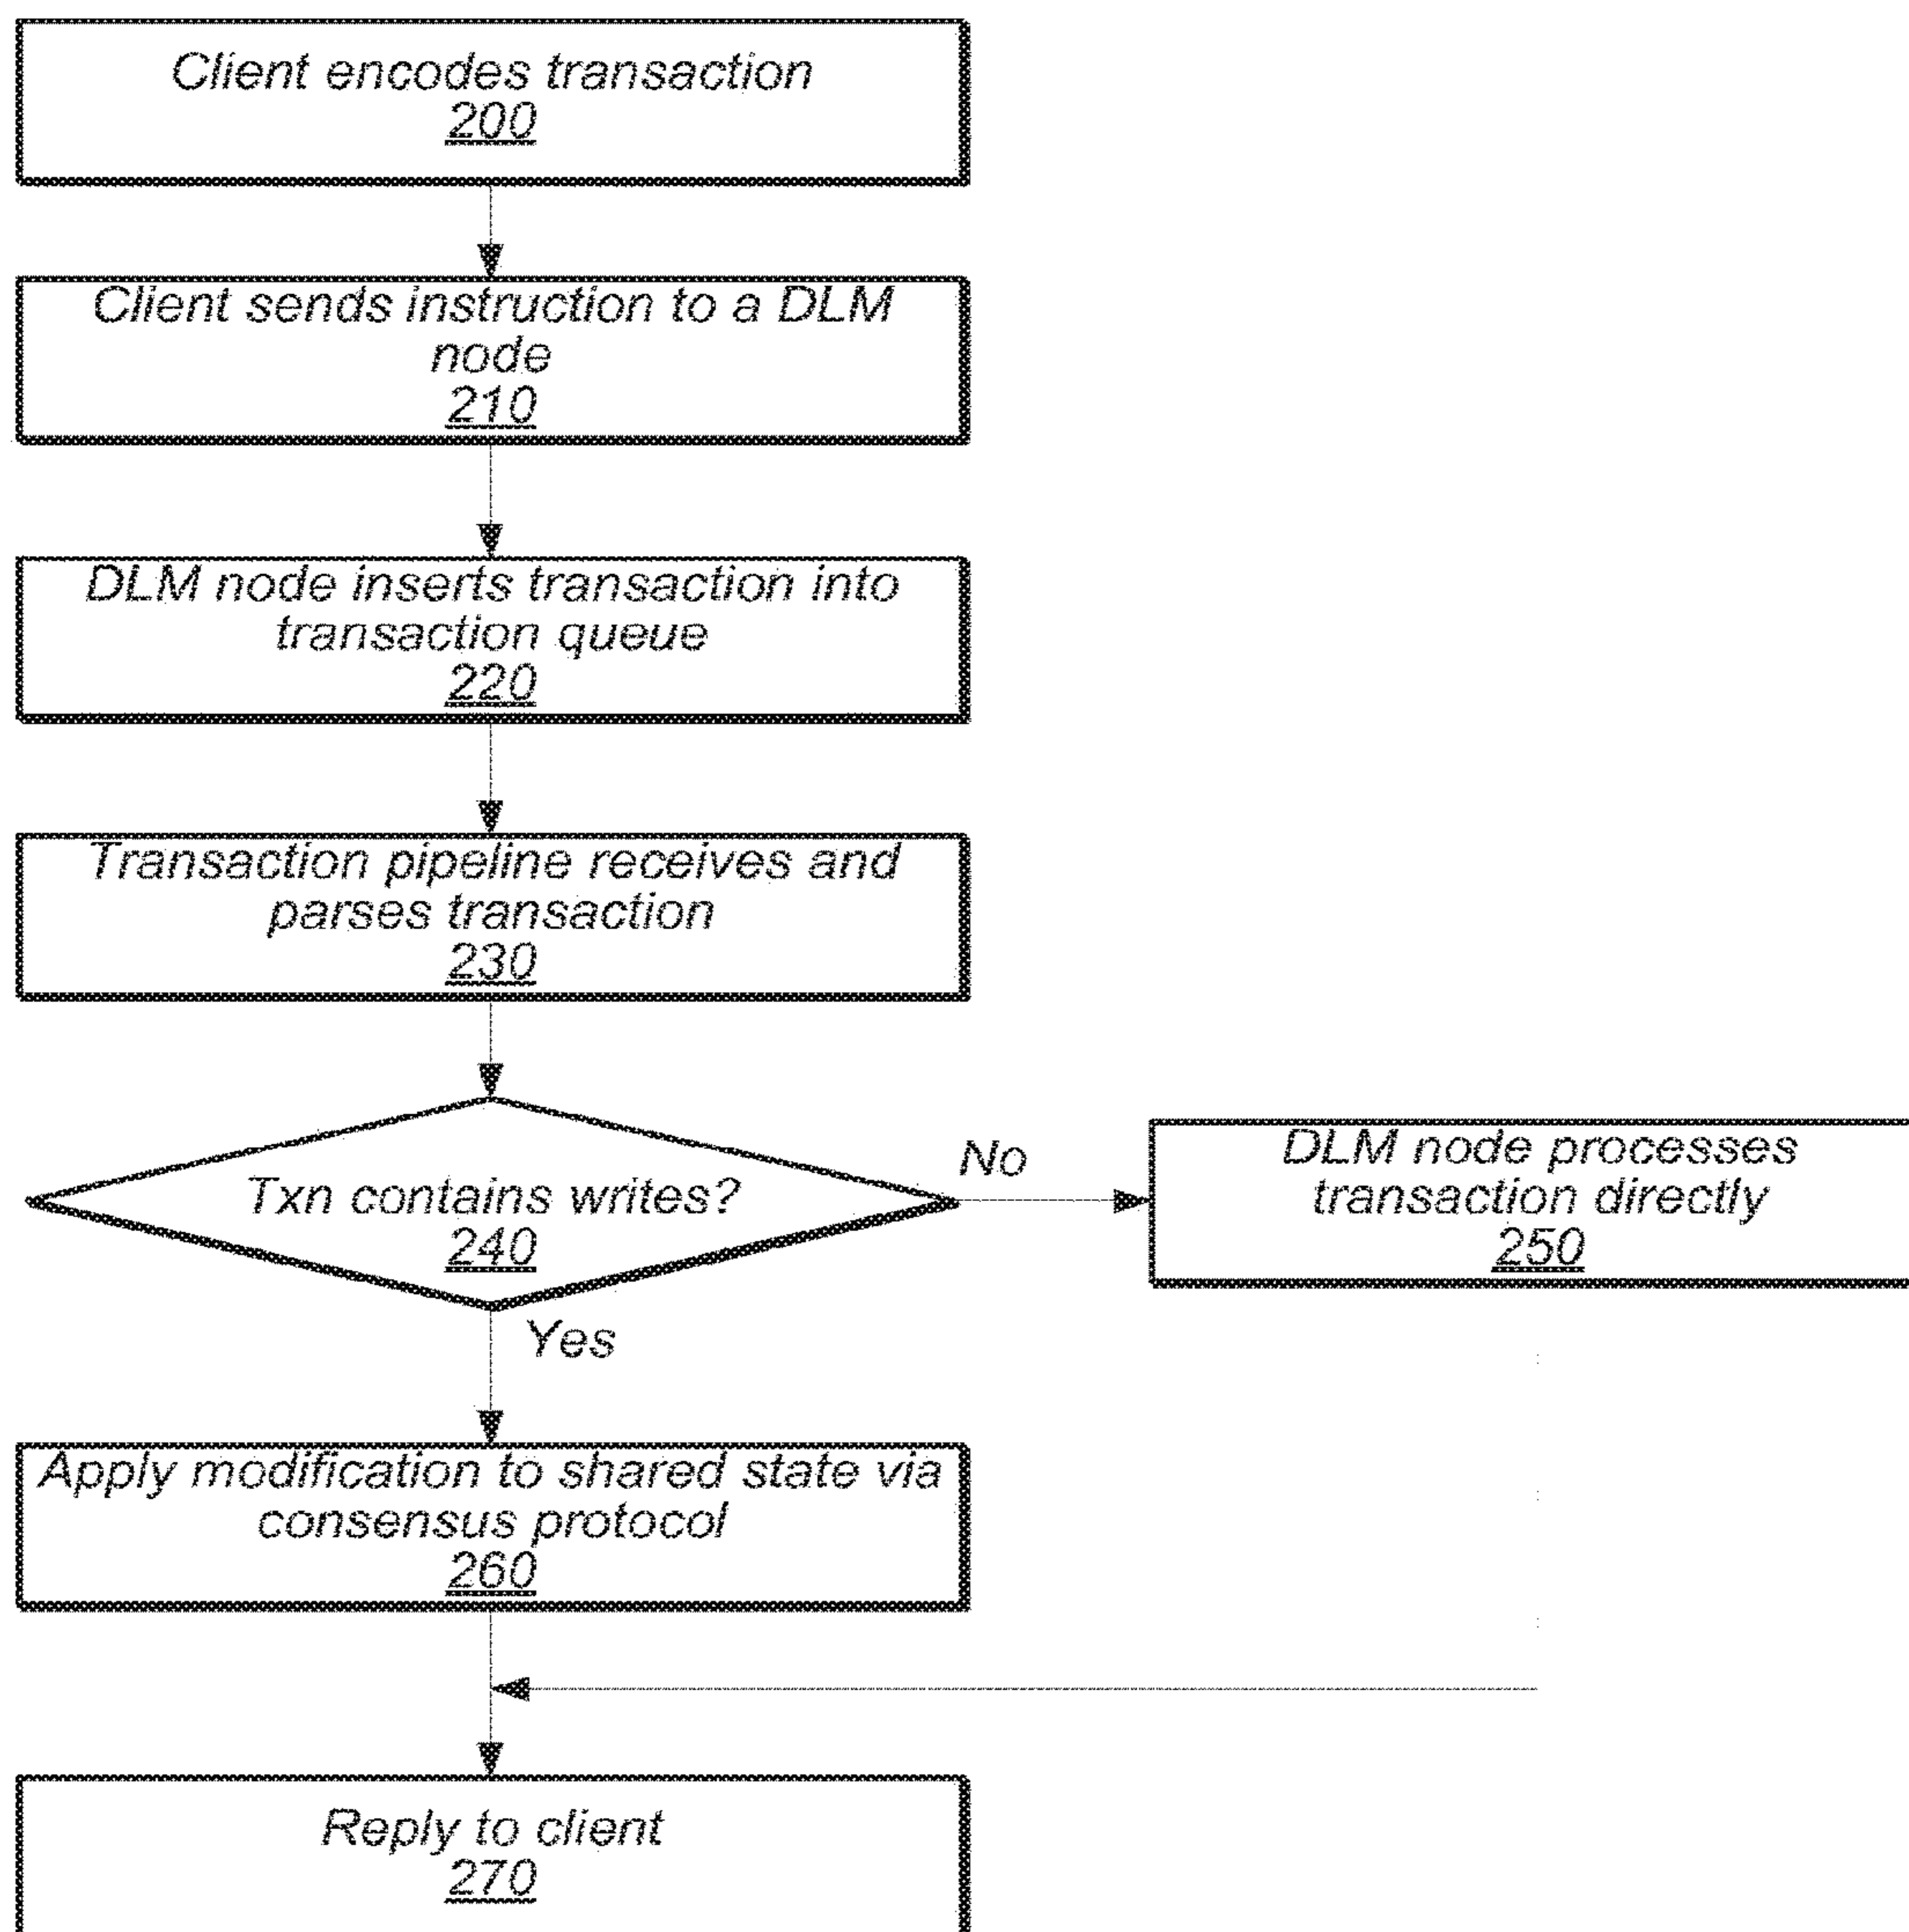 Client encodes transaction
200
Client sends instruction to a DLM
node
210
DLM node inserts transaction into
transaction queue
220
Transaction pipeline receives and
parses transaction
230
Txn contains writes?
240
No
DLM node processes
transaction directly
250
Yes
Apply modification to shared state via
consensus protocol
260
Reply to client
270